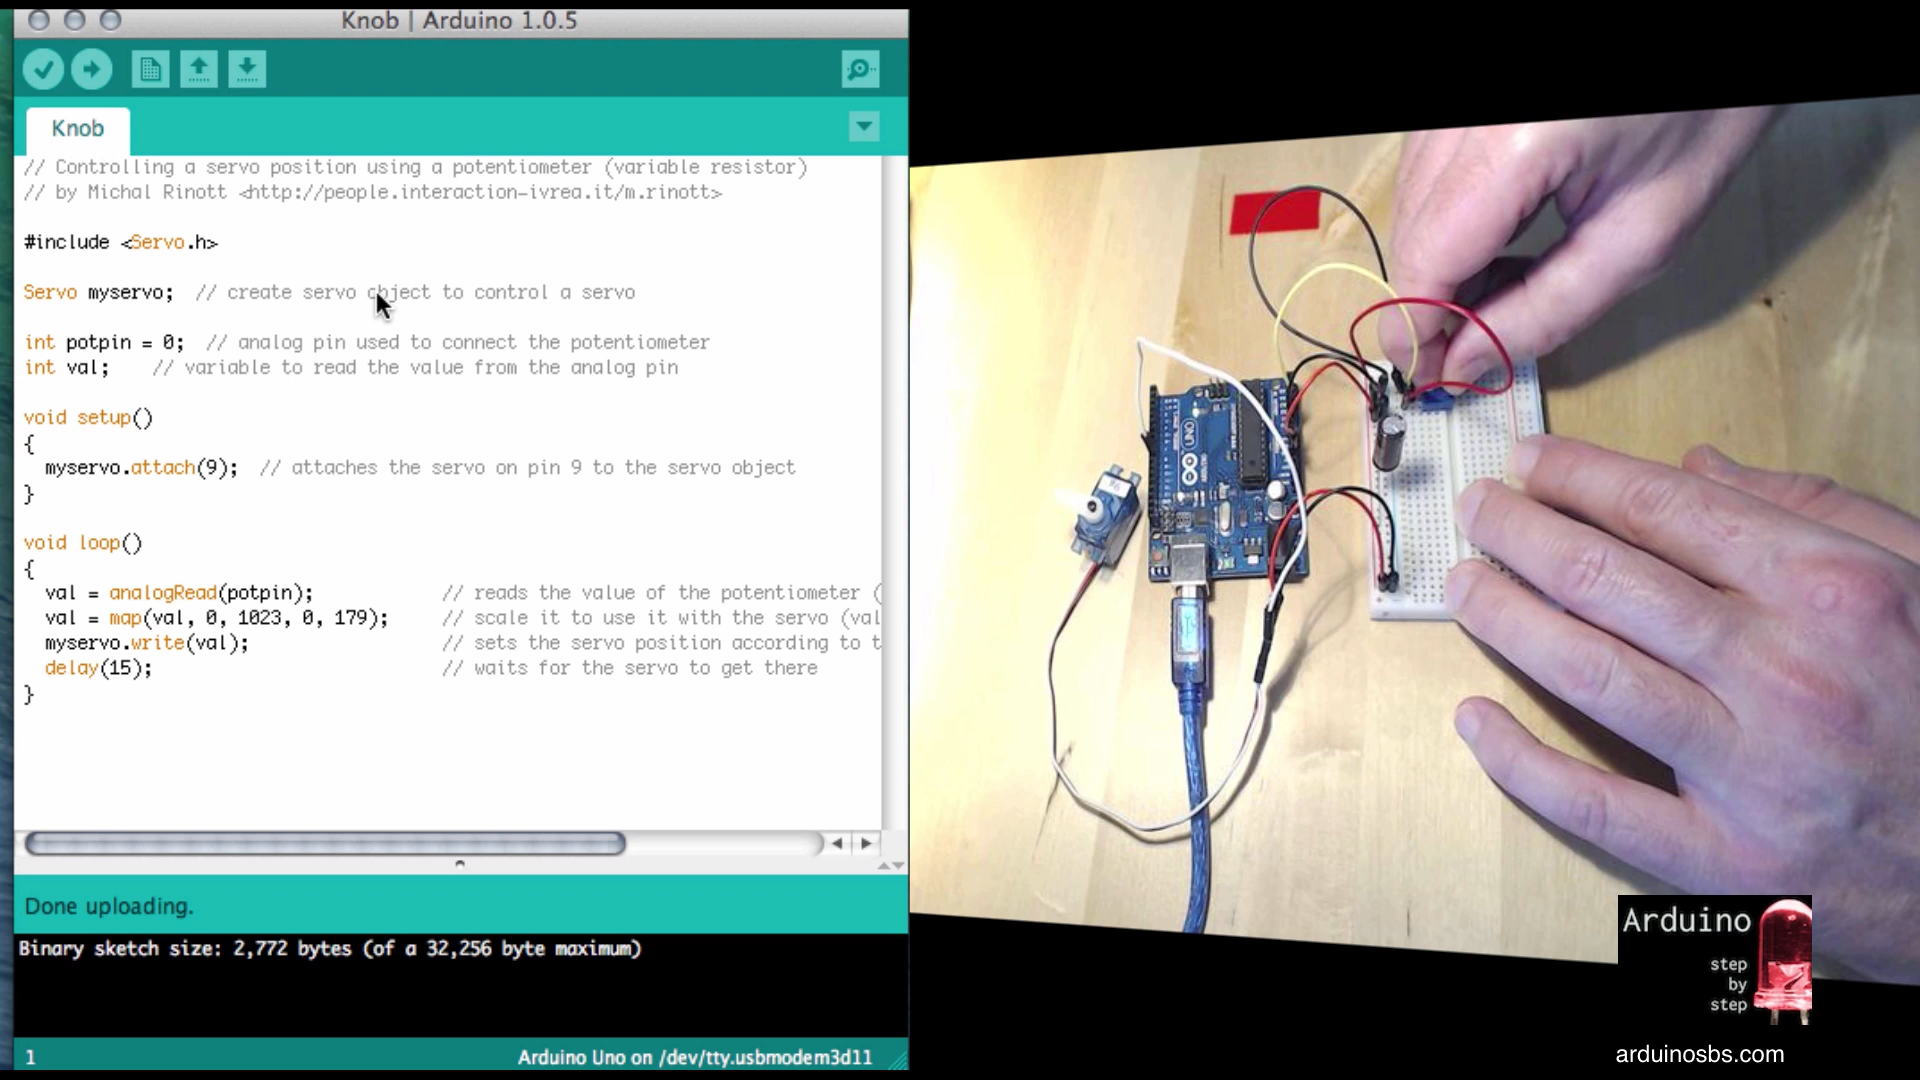 Knob | Arduino 1.0.5
Knob
// Controlling a servo position using a potentiometer (variable resistor)
// by Michal Rinott <http://people.interaction-ivrea.it/m.rinott>
#include <Servo.h>
Servo myservo;  // create servo object to control a servo
int potpin = 0;  // analog pin used to connect the potentiometer
int val;    // variable to read the value from the analog pin
void setup()
{
  myservo.attach(9);  // attaches the servo on pin 9 to the servo object
}
void loop()
{
  val = analogRead(potpin);            // reads the value of the potentiometer (
  val = map(val, 0, 1023, 0, 179);     // scale it to use it with the servo (val
  myservo.write(val);                  // sets the servo position according to t
  delay(15);                           // waits for the servo to get there
}
Done uploading.
Binary sketch size: 2,772 bytes (of a 32,256 byte maximum)
1
Arduino Uno on /dev/tty.usbmodem3d11
UNO
Arduino
step
by
step
arduinosbs.com